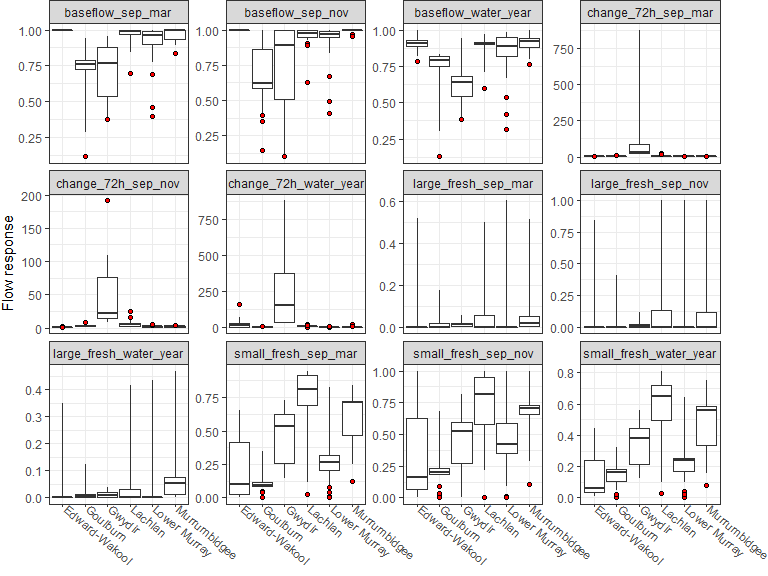 baseflow_sep_mar baseflow_sep_nov baseflow_water_year change_72h_sep_mar
1.00 1.00 1.00
0.75 0.75 0.75 750
0.50 0.50 0.50 500
0.25 0.25 0.25 250
0
change_72h_sep_nov change_72h_water_year large_fresh_sep_mar large_fresh_sep_nov
200 0.6 1.00
150 750 0.75
100 500 0.4 0.50
50 250 0.2 0.25
0 0 0.0 0.00
Flow response
large_fresh_water_year small_fresh_sep_mar small_fresh_sep_nov small_fresh_water_year
0.4 0.75 1.00 0.8
0.3 0.50 0.75 0.6
0.2 0.25 0.50 0.4
0.1 0.00 0.25 0.2
0.0 0.00 0.0
Edward-Wakool Goulburn Gwydir Lachlan Lower Murray Murrumbidgee
Edward-Wakool Goulburn Gwydir Lachlan Lower Murray Murrumbidgee
Edward-Wakool Goulburn Gwydir Lachlan Lower Murray Murrumbidgee
Edward-Wakool Goulburn Gwydir Lachlan Lower Murray Murrumbidgee